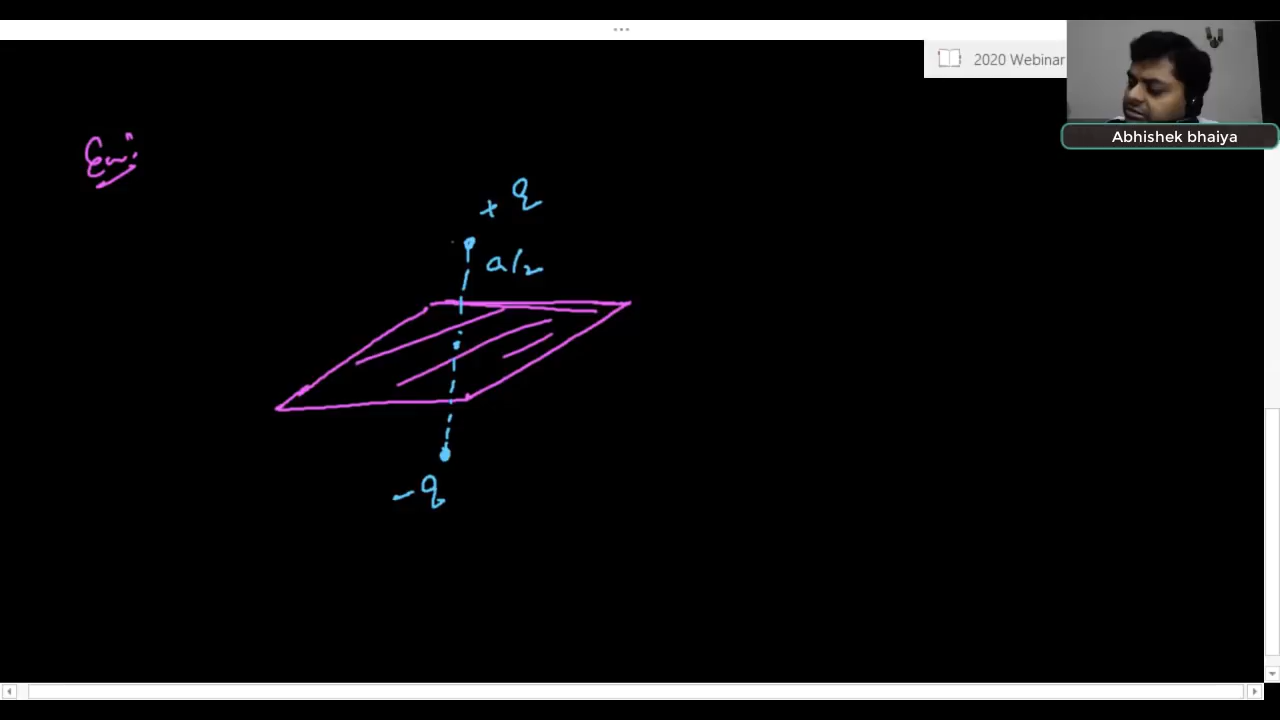 2020 Webinar
Abhishek bhaiya
Ex:
+ q
a/2
- q